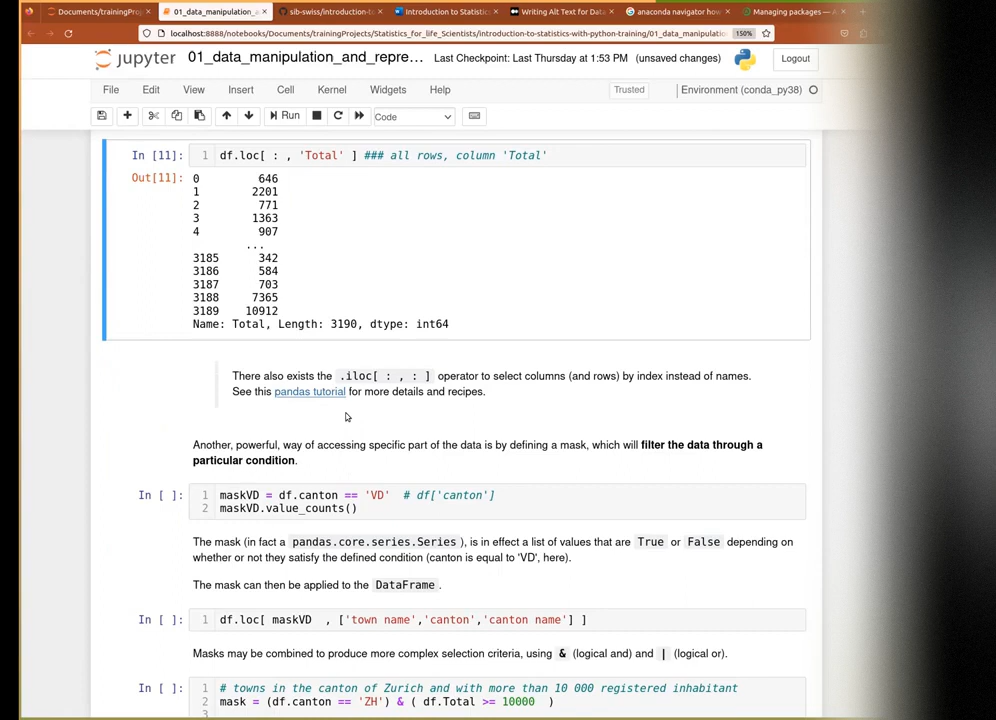 Documents/trainingProj
01_data_manipulation_a
sib-swiss/introduction-to
Introduction to Statistic
Writing Alt Text for Data
anaconda navigator how
Managing packages — A
localhost:8888/notebooks/Documents/trainingProjects/Statistics_for_life_Scientists/introduction-to-statistics-with-python-training/01_data_manipulatio
150%
jupyter
01_data_manipulation_and_repre...
Last Checkpoint: Last Thursday at 1:53 PM (unsaved changes)
Logout
File Edit View Insert Cell Kernel Widgets Help
Trusted
Environment (conda_py38)
Run
Code
In [11]: 1 df.loc[ : , 'Total' ] ### all rows, column 'Total'
Out[11]: 0 646
1 2201
2 771
3 1363
4 907
...
3185 342
3186 584
3187 703
3188 7365
3189 10912
Name: Total, Length: 3190, dtype: int64
There also exists the .iloc[ : , : ] operator to select columns (and rows) by index instead of names.
See this pandas tutorial for more details and recipes.
Another, powerful, way of accessing specific part of the data is by defining a mask, which will filter the data through a
particular condition.
In [ ]: 1 maskVD = df.canton == 'VD' # df['canton']
2 maskVD.value_counts()
The mask (in fact a pandas.core.series.Series), is in effect a list of values that are True or False depending on
whether or not they satisfy the defined condition (canton is equal to 'VD', here).
The mask can then be applied to the DataFrame.
In [ ]: 1 df.loc[ maskVD , ['town name','canton','canton name'] ]
Masks may be combined to produce more complex selection criteria, using & (logical and) and | (logical or).
In [ ]: 1 # towns in the canton of Zurich and with more than 10 000 registered inhabitant
2 mask = (df.canton == 'ZH') & ( df.Total >= 10000 )
3